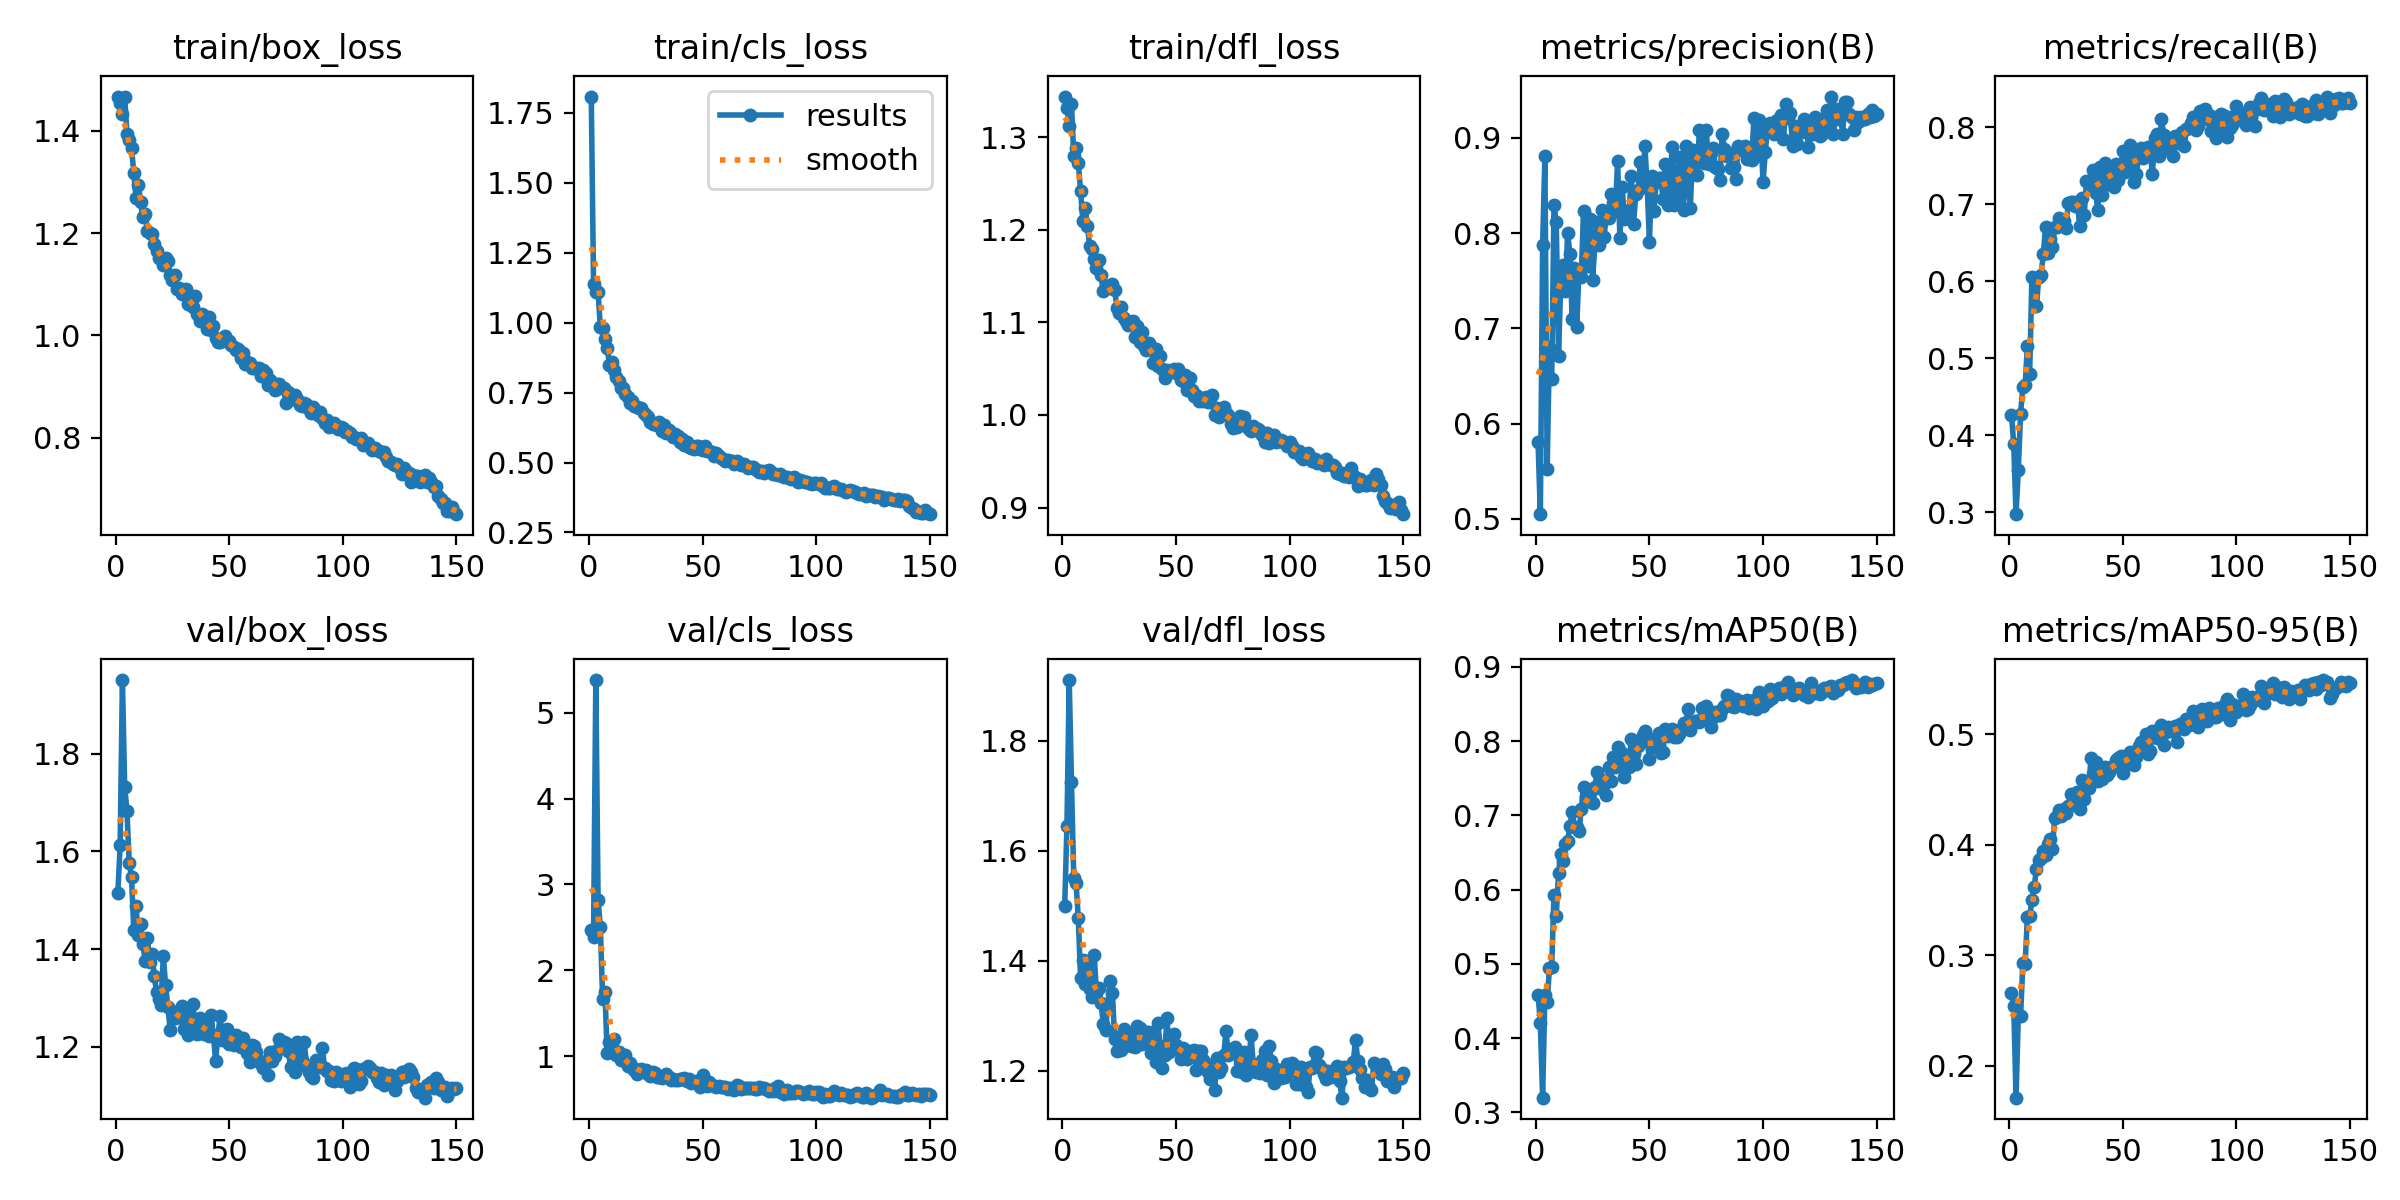 train/box_loss
1.4
1.2
1.0
0.8
0 50 100 150
train/cls_loss
results
smooth
1.75
1.50
1.25
1.00
0.75
0.50
0.25
0 50 100 150
train/dfl_loss
1.3
1.2
1.1
1.0
0.9
0 50 100 150
metrics/precision(B)
0.9
0.8
0.7
0.6
0.5
0 50 100 150
metrics/recall(B)
0.8
0.7
0.6
0.5
0.4
0.3
0 50 100 150
val/box_loss
1.8
1.6
1.4
1.2
0 50 100 150
val/cls_loss
5
4
3
2
1
0 50 100 150
val/dfl_loss
1.8
1.6
1.4
1.2
0 50 100 150
metrics/mAP50(B)
0.9
0.8
0.7
0.6
0.5
0.4
0.3
0 50 100 150
metrics/mAP50-95(B)
0.5
0.4
0.3
0.2
0 50 100 150